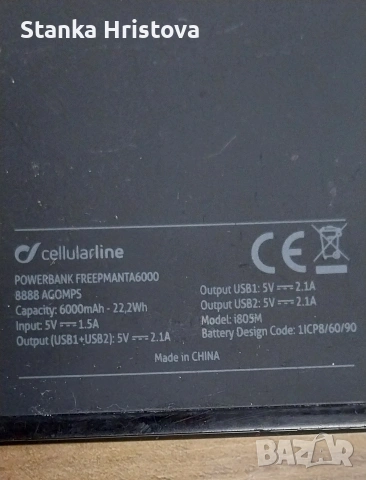 Stanka Hristova
cellularline
POWERBANK FREEPMANTA6000
8888 AGOMPS
Capacity: 6000mAh - 22,2Wh
Input: 5V⎓1.5A
Output (USB1+USB2): 5V⎓2.1A
CE
Output USB1: 5V⎓2.1A
Output USB2: 5V⎓2.1A
Model: i805M
Battery Design Code: 1ICP8/60/90
Made in CHINA
bazar